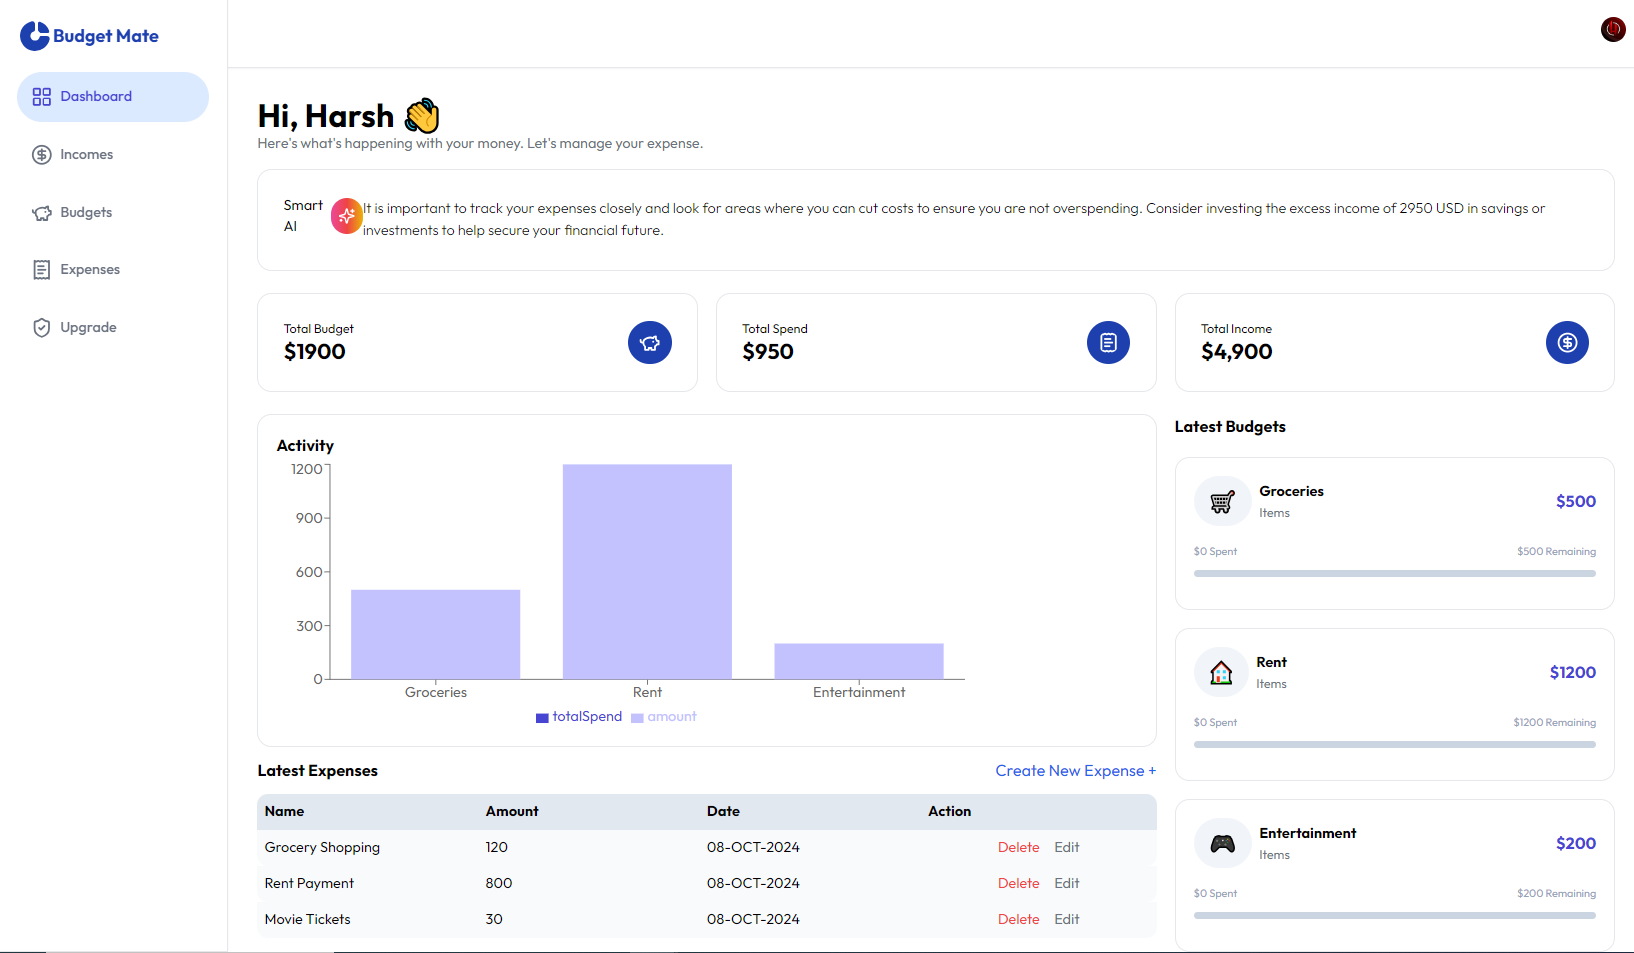 Budget Mate
Dashboard
Incomes
Budgets
Expenses
Upgrade
Hi, Harsh 👋
Here's what's happening with your money. Let's manage your expense.
Smart
AI
It is important to track your expenses closely and look for areas where you can cut costs to ensure you are not overspending. Consider investing the excess income of 2950 USD in savings or
investments to help secure your financial future.
Total Budget
$1900
Total Spend
$950
Total Income
$4,900
Activity
1200
900
600
300
0
Groceries Rent Entertainment
totalSpend amount
Latest Expenses Create New Expense +
Name Amount Date Action
Grocery Shopping 120 08-OCT-2024 Delete Edit
Rent Payment 800 08-OCT-2024 Delete Edit
Movie Tickets 30 08-OCT-2024 Delete Edit
Latest Budgets
Groceries
Items
$500
$0 Spent $500 Remaining
Rent
Items
$1200
$0 Spent $1200 Remaining
Entertainment
Items
$200
$0 Spent $200 Remaining